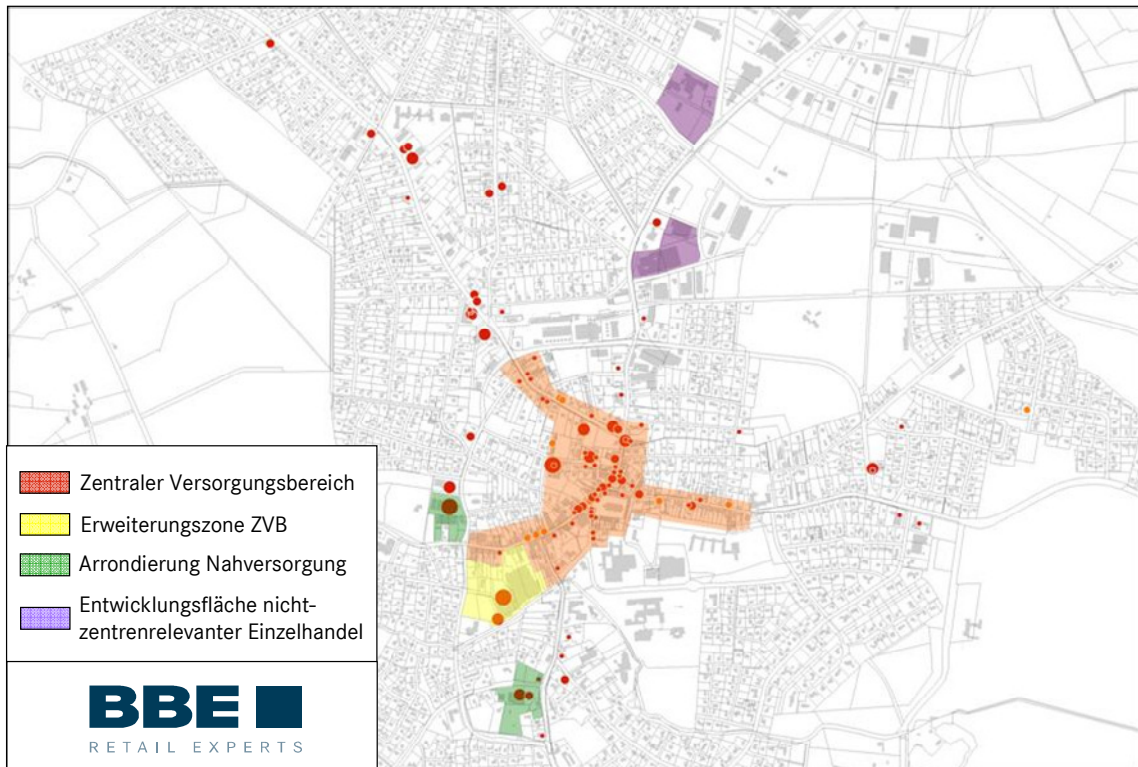 Zentraler Versorgungsbereich
Erweiterungszone ZVB
Arrondierung Nahversorgung
Entwicklungsfläche nicht-
zentrenrelevanter Einzelhandel
BBE
RETAIL EXPERTS